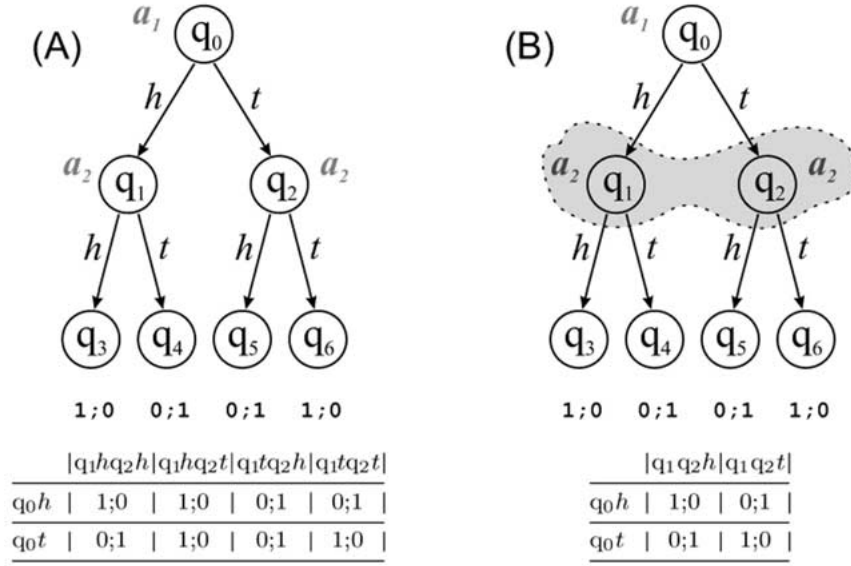 a₁ a₁
(A) q₀ (B) q₀
h t h t
a₂ q₁ q₂ a₂ a₂ q₁ q₂ a₂
h t h t h t h t
q₃ q₄ q₅ q₆ q₃ q₄ q₅ q₆
1;0 0;1 0;1 1;0 1;0 0;1 0;1 1;0
|q₁hq₂h|q₁hq₂t|q₁tq₂h|q₁tq₂t| |q₁q₂h|q₁q₂t|
q₀h | 1;0 | 1;0 | 0;1 | 0;1 | q₀h | 1;0 | 0;1 |
q₀t | 0;1 | 1;0 | 0;1 | 1;0 | q₀t | 0;1 | 1;0 |